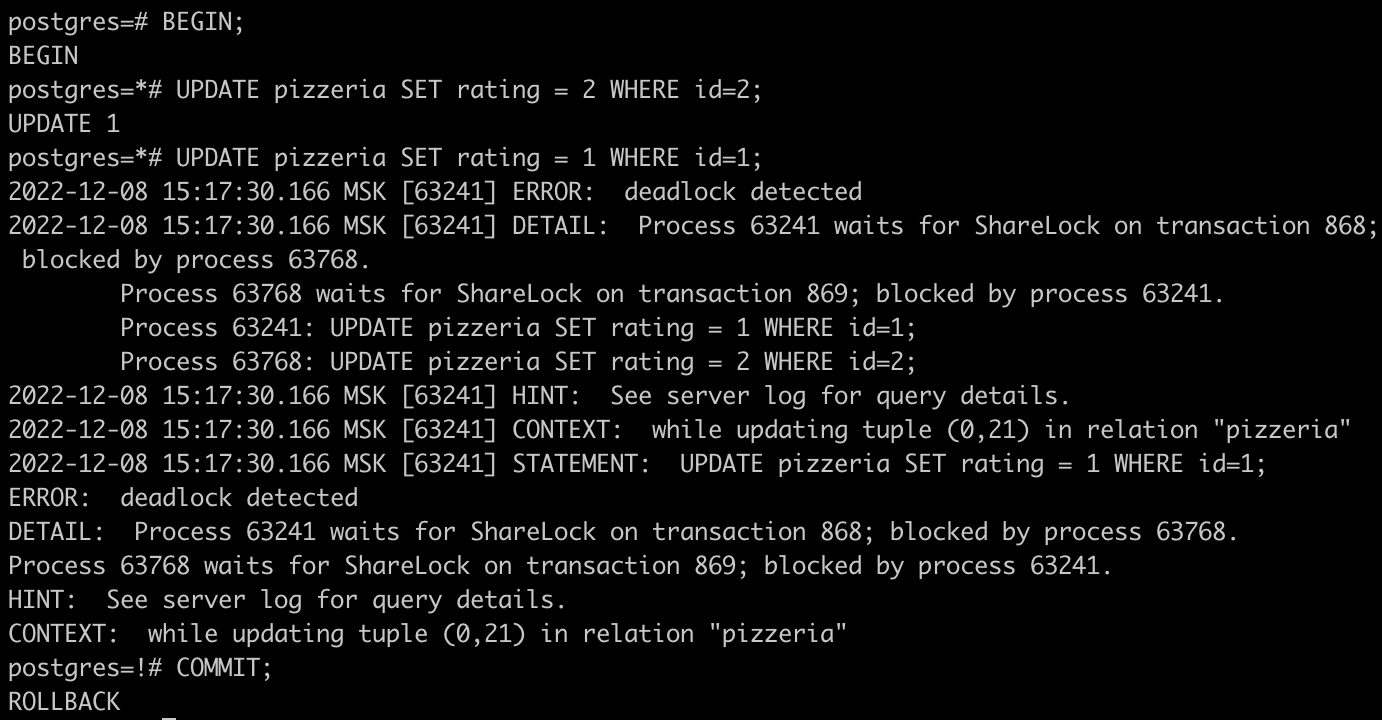 postgres=# BEGIN;
BEGIN
postgres=*# UPDATE pizzeria SET rating = 2 WHERE id=2;
UPDATE 1
postgres=*# UPDATE pizzeria SET rating = 1 WHERE id=1;
2022-12-08 15:17:30.166 MSK [63241] ERROR:  deadlock detected
2022-12-08 15:17:30.166 MSK [63241] DETAIL:  Process 63241 waits for ShareLock on transaction 868;
 blocked by process 63768.
        Process 63768 waits for ShareLock on transaction 869; blocked by process 63241.
        Process 63241: UPDATE pizzeria SET rating = 1 WHERE id=1;
        Process 63768: UPDATE pizzeria SET rating = 2 WHERE id=2;
2022-12-08 15:17:30.166 MSK [63241] HINT:  See server log for query details.
2022-12-08 15:17:30.166 MSK [63241] CONTEXT:  while updating tuple (0,21) in relation "pizzeria"
2022-12-08 15:17:30.166 MSK [63241] STATEMENT:  UPDATE pizzeria SET rating = 1 WHERE id=1;
ERROR:  deadlock detected
DETAIL:  Process 63241 waits for ShareLock on transaction 868; blocked by process 63768.
Process 63768 waits for ShareLock on transaction 869; blocked by process 63241.
HINT:  See server log for query details.
CONTEXT:  while updating tuple (0,21) in relation "pizzeria"
postgres=!# COMMIT;
ROLLBACK